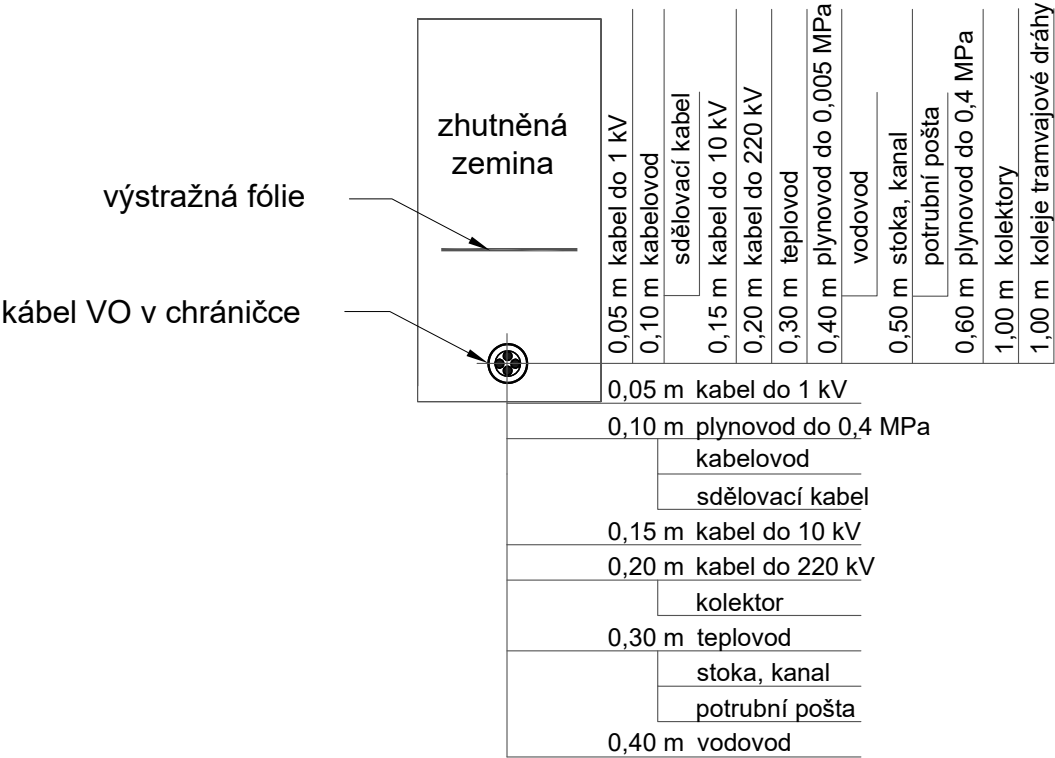 zhutněná
zemina
výstražná fólie
kábel VO v chráničce
0,05 m kabel do 1 kV
0,10 m kabelovod
sdělovací kabel
0,15 m kabel do 10 kV
0,20 m kabel do 220 kV
0,30 m teplovod
0,40 m plynovod do 0,005 MPa
vodovod
0,50 m stoka, kanal
potrubní pošta
0,60 m plynovod do 0,4 MPa
1,00 m kolektory
1,00 m koleje tramvajové dráhy
0,05 m kabel do 1 kV
0,10 m plynovod do 0,4 MPa
kabelovod
sdělovací kabel
0,15 m kabel do 10 kV
0,20 m kabel do 220 kV
kolektor
0,30 m teplovod
stoka, kanal
potrubní pošta
0,40 m vodovod